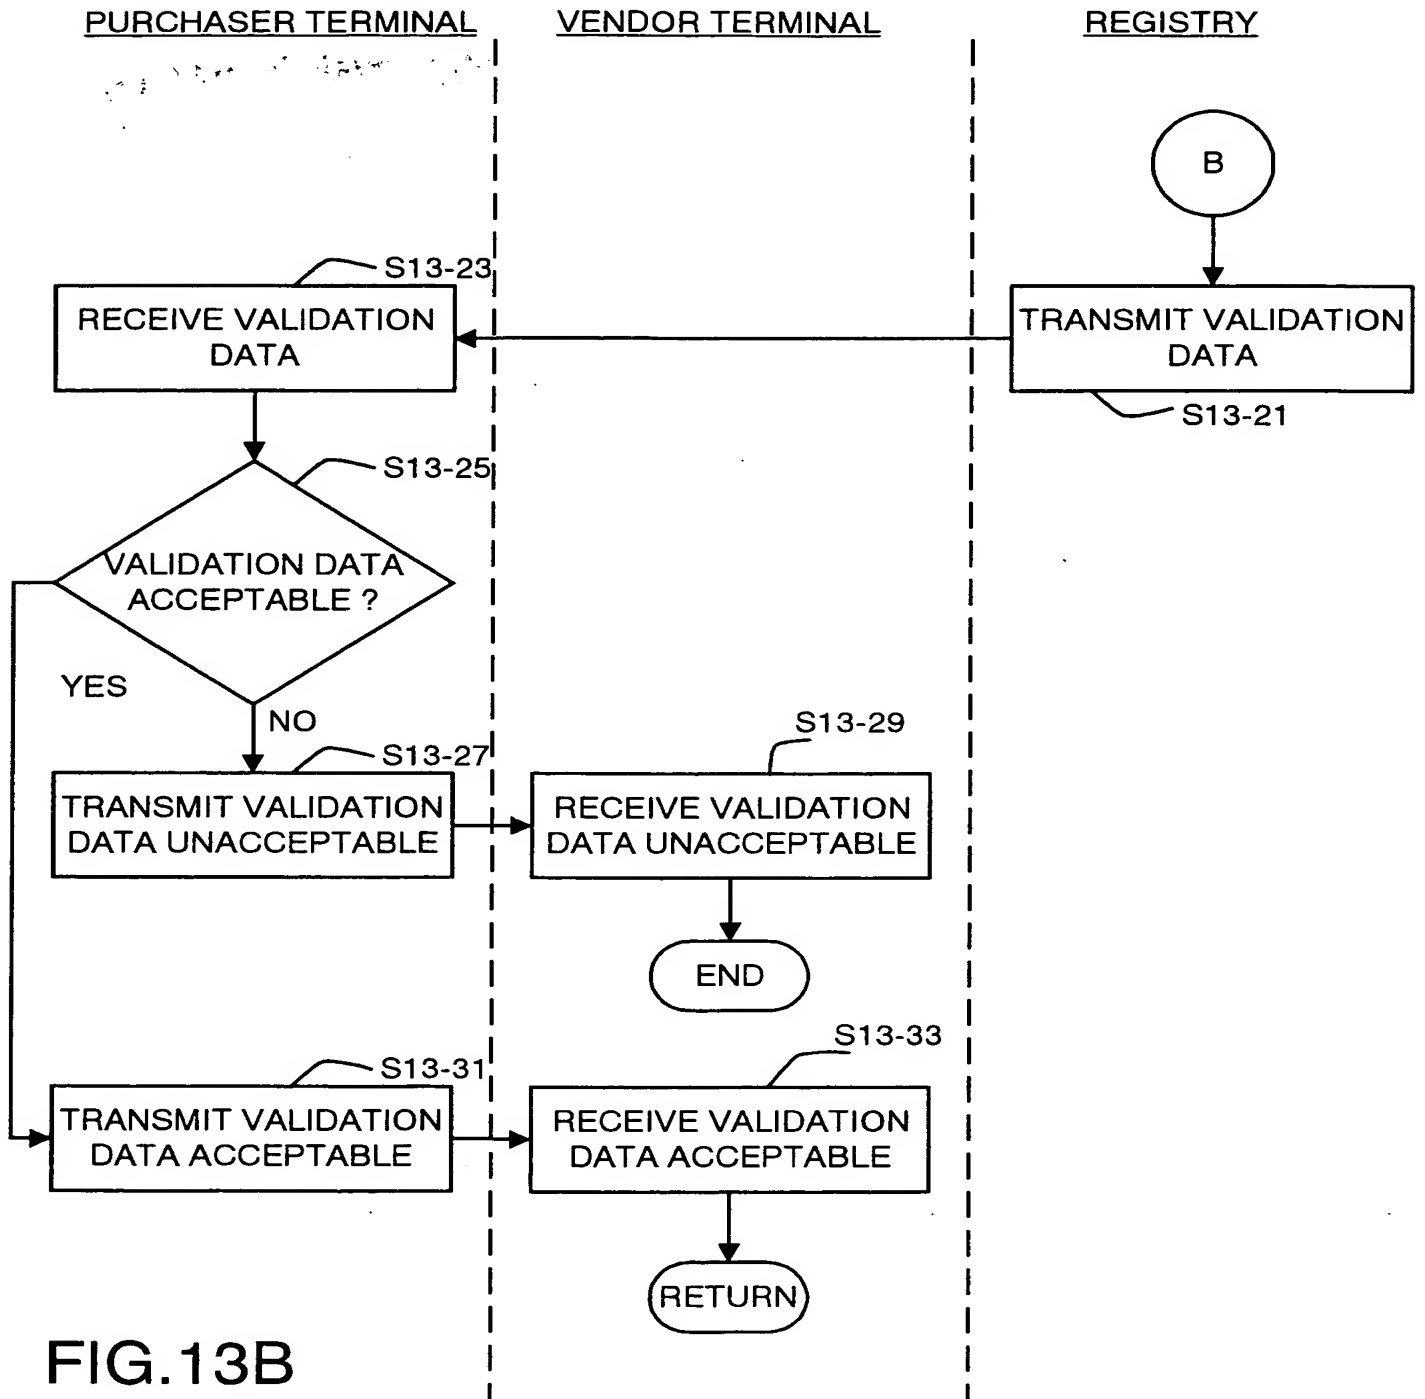 PURCHASER TERMINAL
VENDOR TERMINAL
REGISTRY
B
S13-23
RECEIVE VALIDATION
DATA
TRANSMIT VALIDATION
DATA
S13-21
S13-25
VALIDATION DATA
ACCEPTABLE ?
YES
NO
S13-27
TRANSMIT VALIDATION
DATA UNACCEPTABLE
S13-29
RECEIVE VALIDATION
DATA UNACCEPTABLE
END
S13-31
TRANSMIT VALIDATION
DATA ACCEPTABLE
S13-33
RECEIVE VALIDATION
DATA ACCEPTABLE
RETURN
FIG.13B